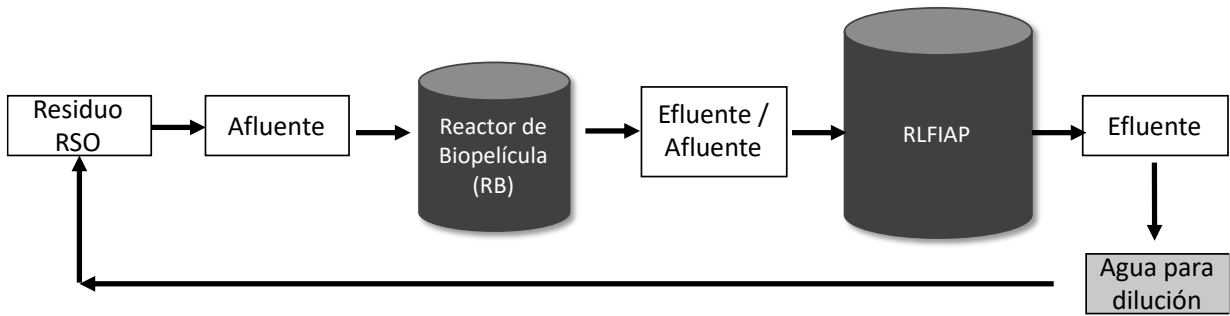 Residuo
RSO
Afluente
Reactor de
Biopelícula
(RB)
Efluente /
Afluente
RLFIAP
Efluente
Agua para
dilución